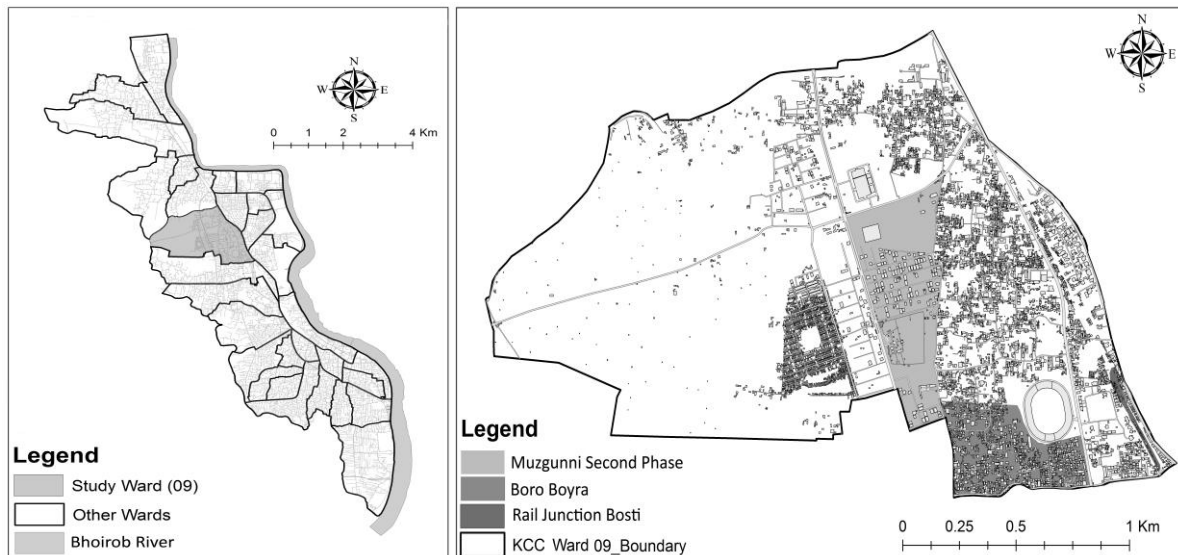 N
W E
S
0 1 2 4 Km
Legend
Study Ward (09)
Other Wards
Bhoirob River
N
W E
S
Legend
Muzgunni Second Phase
Boro Boyra
Rail Junction Bosti
KCC Ward 09_Boundary
0 0.25 0.5 1 Km